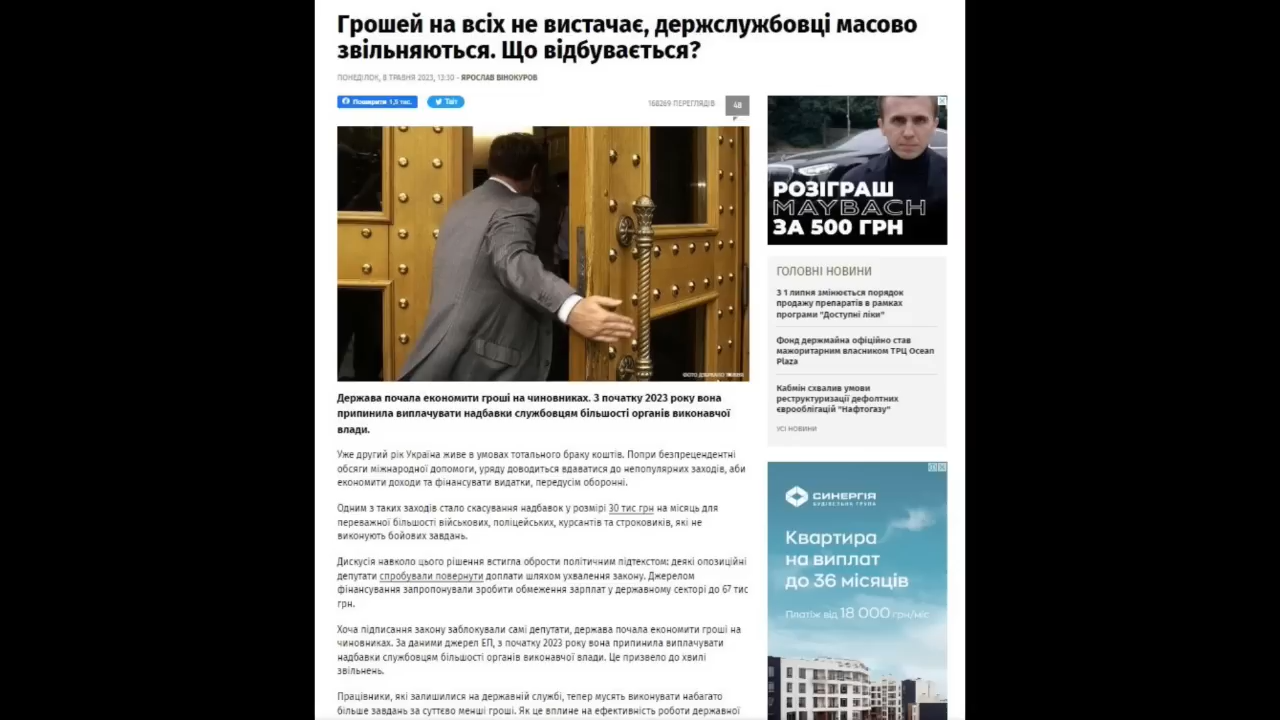 Грошей на всіх не вистачає, держслужбовці масово
звільняються. Що відбувається?
ПОНЕДІЛОК, 8 ТРАВНЯ 2023, 13:30 - ЯРОСЛАВ ВІНОКУРОВ
Поширити 1,5 тис.
Твіт
168269 ПЕРЕГЛЯДІВ
48
ФОТО ДЗЕРКАЛО ТИЖНЯ
Держава почала економити гроші на чиновниках. З початку 2023 року вона
припинила виплачувати надбавки службовцям більшості органів виконавчої
влади.
Уже другий рік Україна живе в умовах тотального браку коштів. Попри безпрецендентні
обсяги міжнародної допомоги, уряду доводиться вдаватися до непопулярних заходів, аби
економити доходи та фінансувати видатки, передусім оборонні.
Одним з таких заходів стало скасування надбавок у розмірі 30 тис грн на місяць для
переважної більшості військових, поліцейських, курсантів та строковиків, які не
виконують бойових завдань.
Дискусія навколо цього рішення встигла обрости політичним підтекстом: деякі опозиційні
депутати спробували повернути доплати шляхом ухвалення закону. Джерелом
фінансування запропонували зробити обмеження зарплат у державному секторі до 67 тис
грн.
Хоча підписання закону заблокували самі депутати, держава почала економити гроші на
чиновниках. За даними джерел ЕП, з початку 2023 року вона припинила виплачувати
надбавки службовцям більшості органів виконавчої влади. Це призвело до хвилі
звільнень.
Працівники, які залишилися на державній службі, тепер мусять виконувати набагато
більше завдань за суттєво менші гроші. Як це вплине на ефективність роботи державної
РОЗІГРАШ
MAYBACH
ЗА 500 ГРН
ГОЛОВНІ НОВИНИ
З 1 липня змінюється порядок
продажу препаратів в рамках
програми "Доступні ліки"
Фонд держмайна офіційно став
мажоритарним власником ТРЦ Ocean
Plaza
Кабмін схвалив умови
реструктуризації дефолтних
єврооблігацій "Нафтогазу"
УСІ НОВИНИ
СИНЕРГІЯ
БУДІВЕЛЬНА ГРУПА
Квартира
на виплат
до 36 місяців
Платіж від 18 000 грн/міс